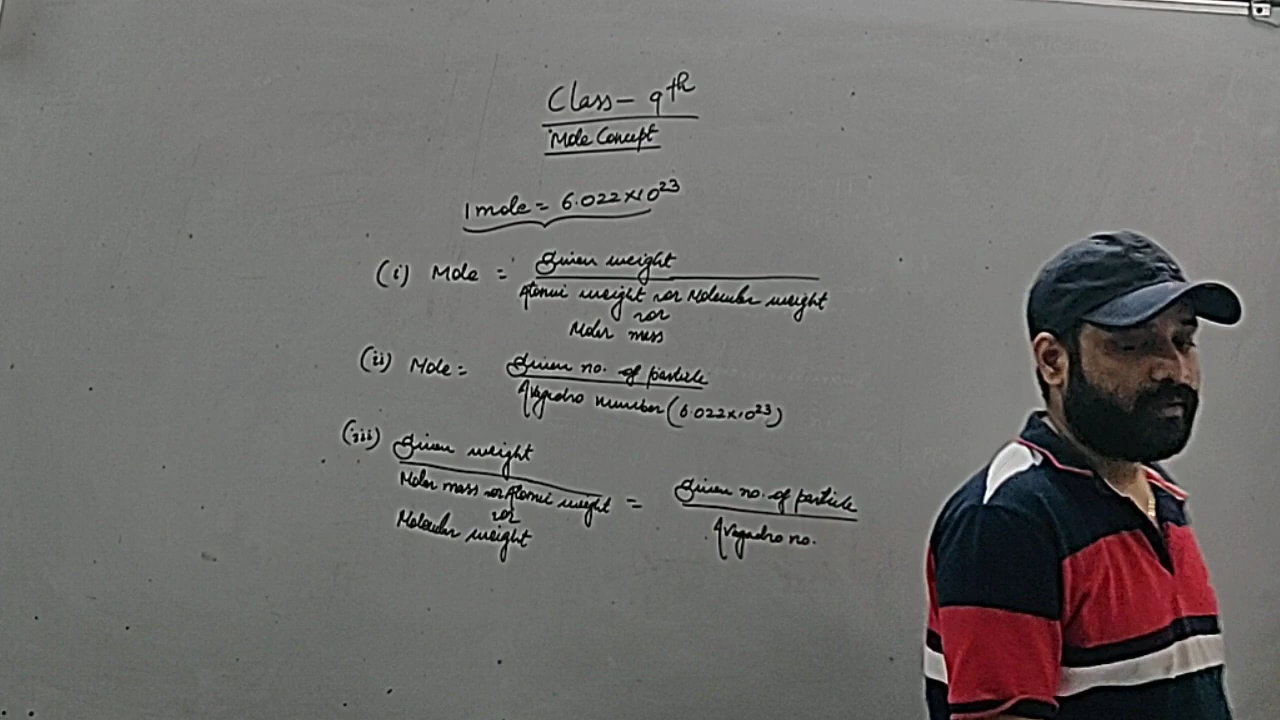 Class - 9th
Mole Concept
1 mole = 6.022×10²³
(i) Mole = Given weight
Atomic weight or Molecular weight
or
Molar mass
(ii) Mole = Given no. of particle
Avogadro number (6.022×10²³)
(iii) Given weight
Molar mass or Atomic weight
or
Molecular weight
= Given no. of particle
Avogadro no.